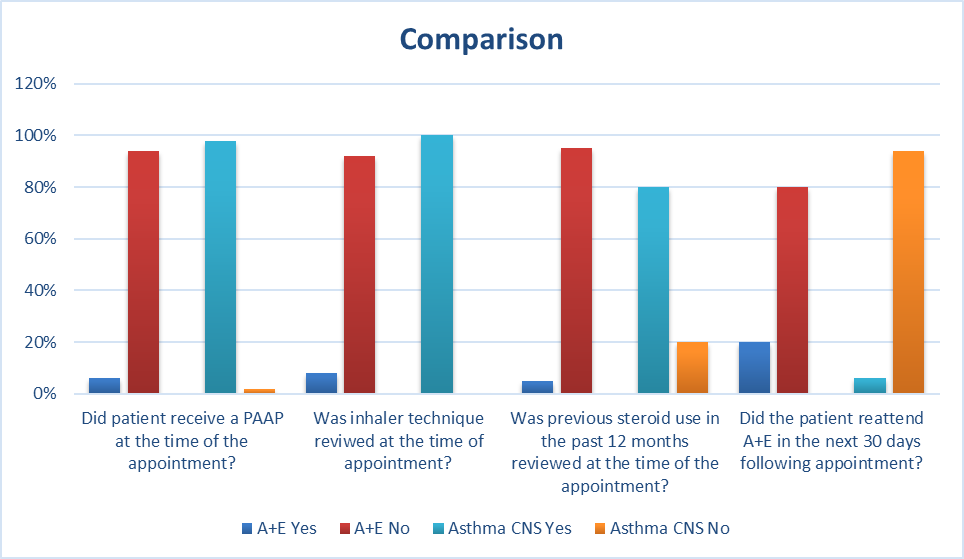 Comparison
120%
100%
80%
60%
40%
20%
0%
Did patient receive a PAAP
at the time of the
appointment?
Was inhaler technique
reviwed at the time of
appointment?
Was previous steroid use in
the past 12 months
reviewed at the time of the
appointment?
Did the patient reattend
A+E in the next 30 days
following appointment?
A+E Yes
A+E No
Asthma CNS Yes
Asthma CNS No